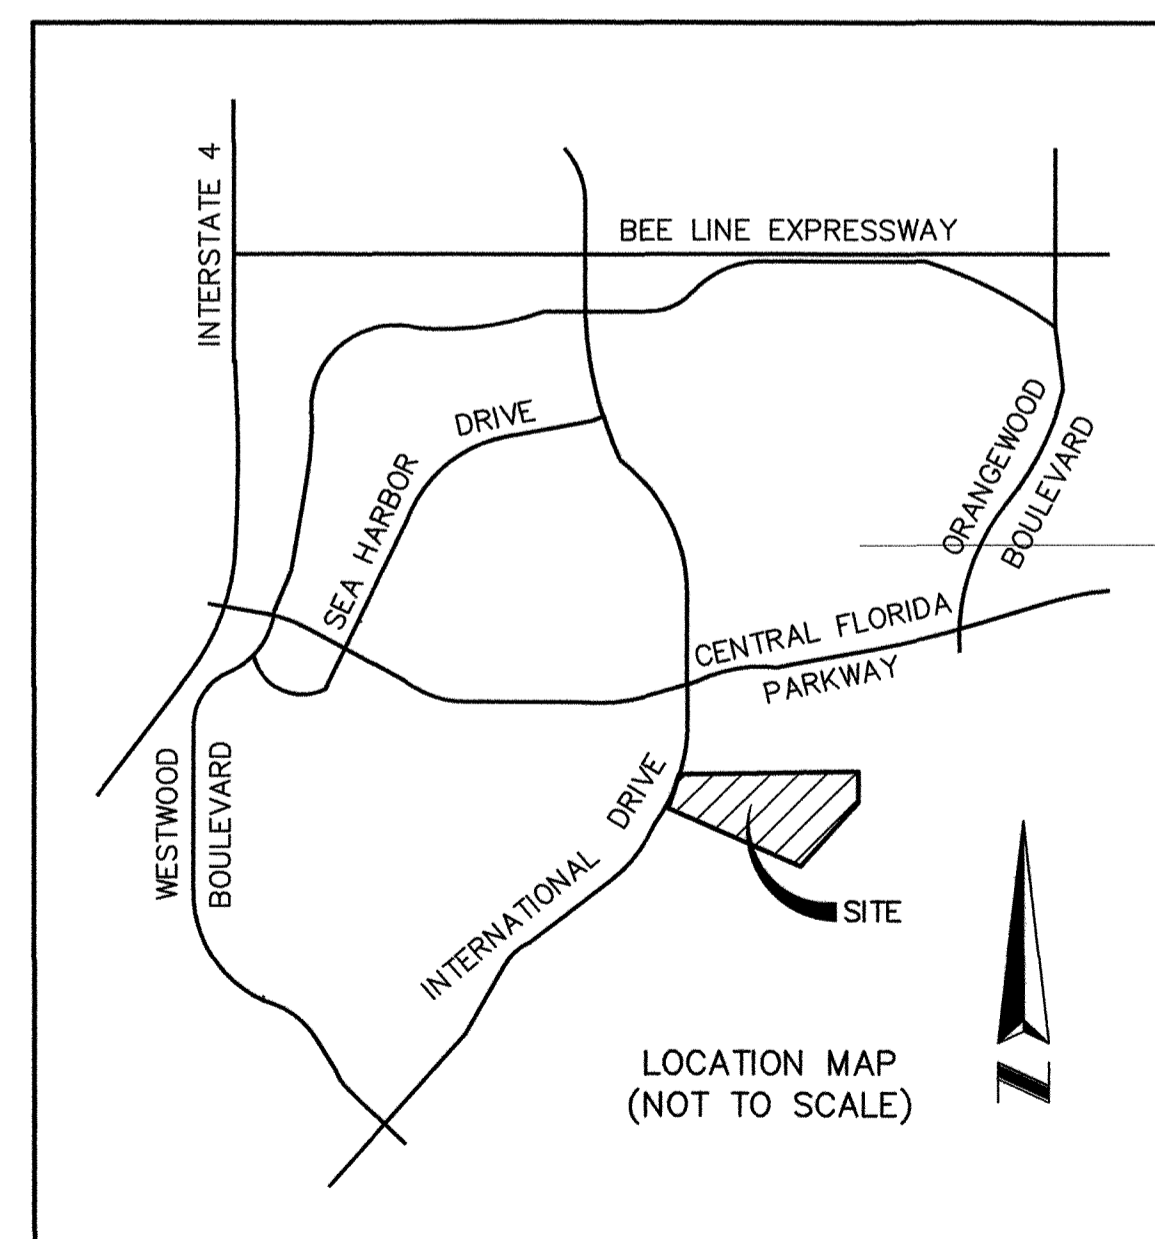 INTERSTATE 4
BEE LINE EXPRESSWAY
SEA HARBOR DRIVE
ORANGEWOOD
BOULEVARD
CENTRAL FLORIDA
PARKWAY
WESTWOOD
BOULEVARD
INTERNATIONAL DRIVE
SITE
LOCATION MAP
(NOT TO SCALE)
N